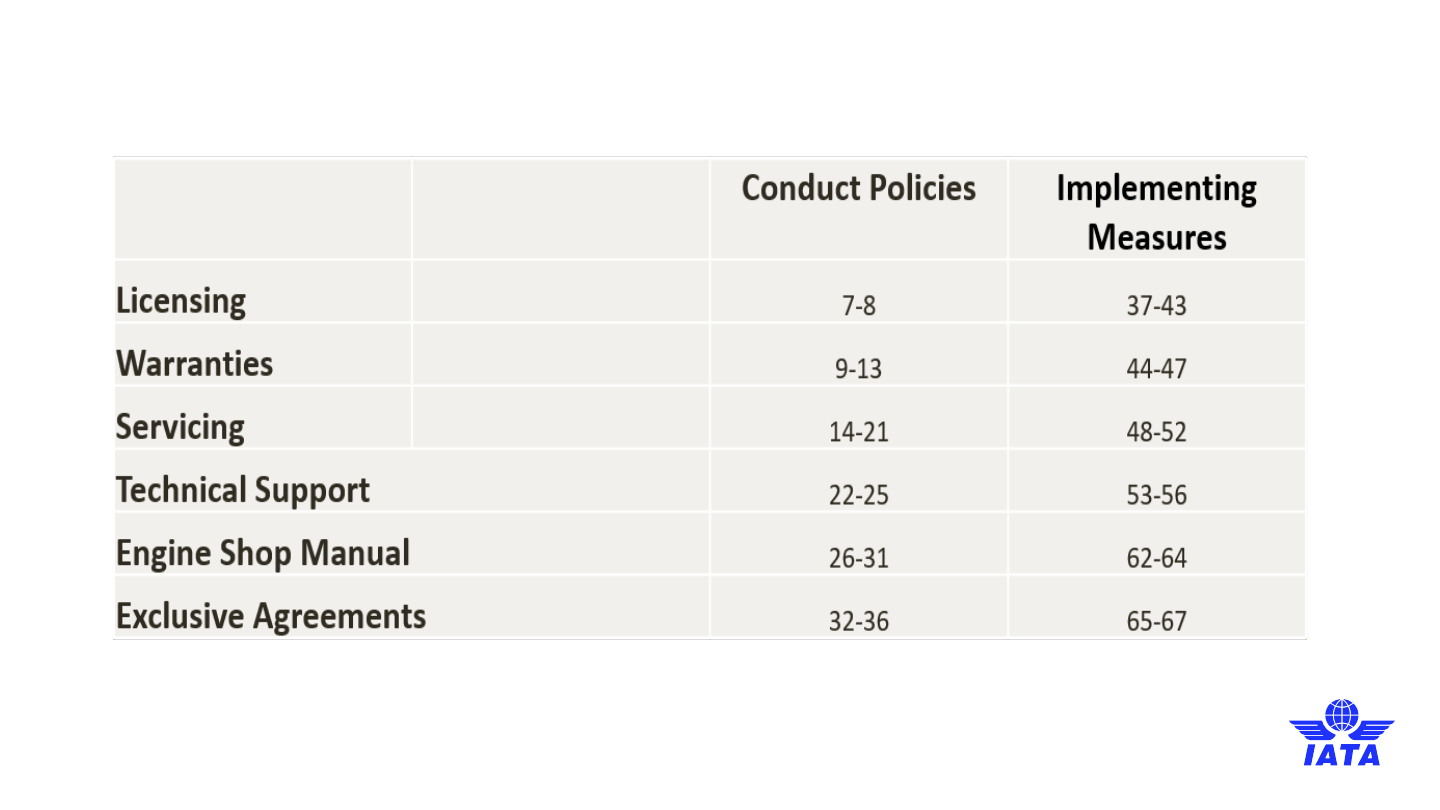 Conduct Policies
Implementing
Measures
Licensing 7-8 37-43
Warranties 9-13 44-47
Servicing 14-21 48-52
Technical Support 22-25 53-56
Engine Shop Manual 26-31 62-64
Exclusive Agreements 32-36 65-67
IATA